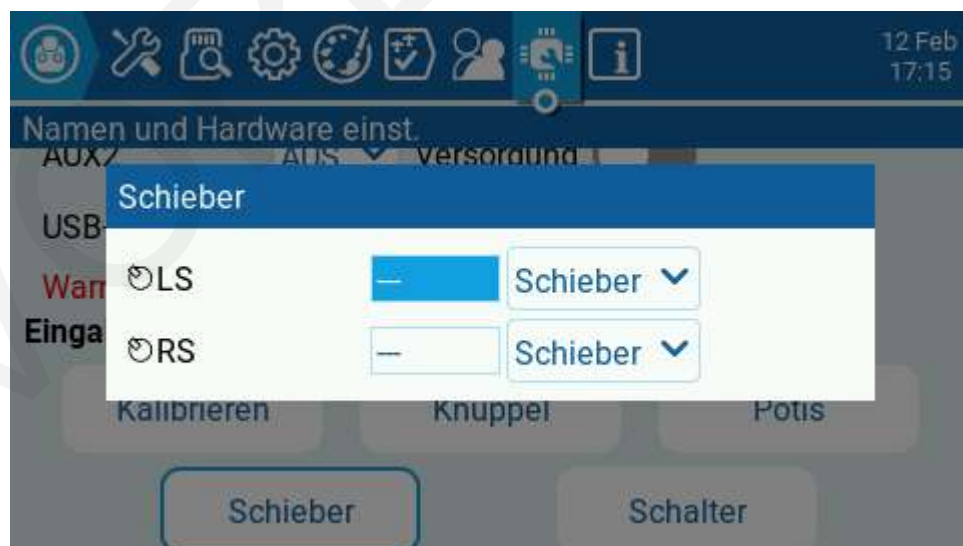 12 Feb
17:15
Namen und Hardware einst.
AUX2 AUS Versorgung
Schieber
USB-
LS --- Schieber
Warn
RS --- Schieber
Einga
Kalibrieren Knüppel Potis
Schieber Schalter